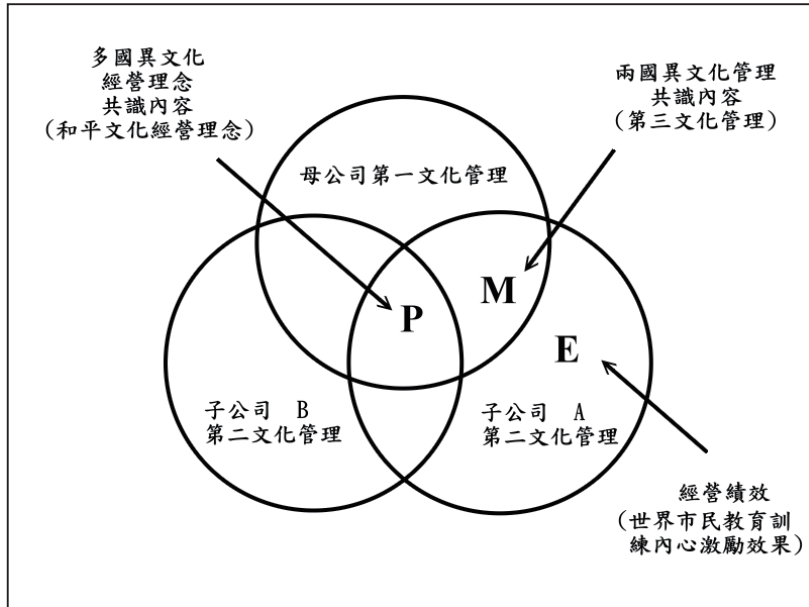 多國異文化
經營理念
共識內容
（和平文化經營理念）
兩國異文化管理
共識內容
（第三文化管理）
母公司第一文化管理
M
P
E
子公司　B
第二文化管理
子公司　A
第二文化管理
經營績效
（世界市民教育訓
練內心激勵效果）